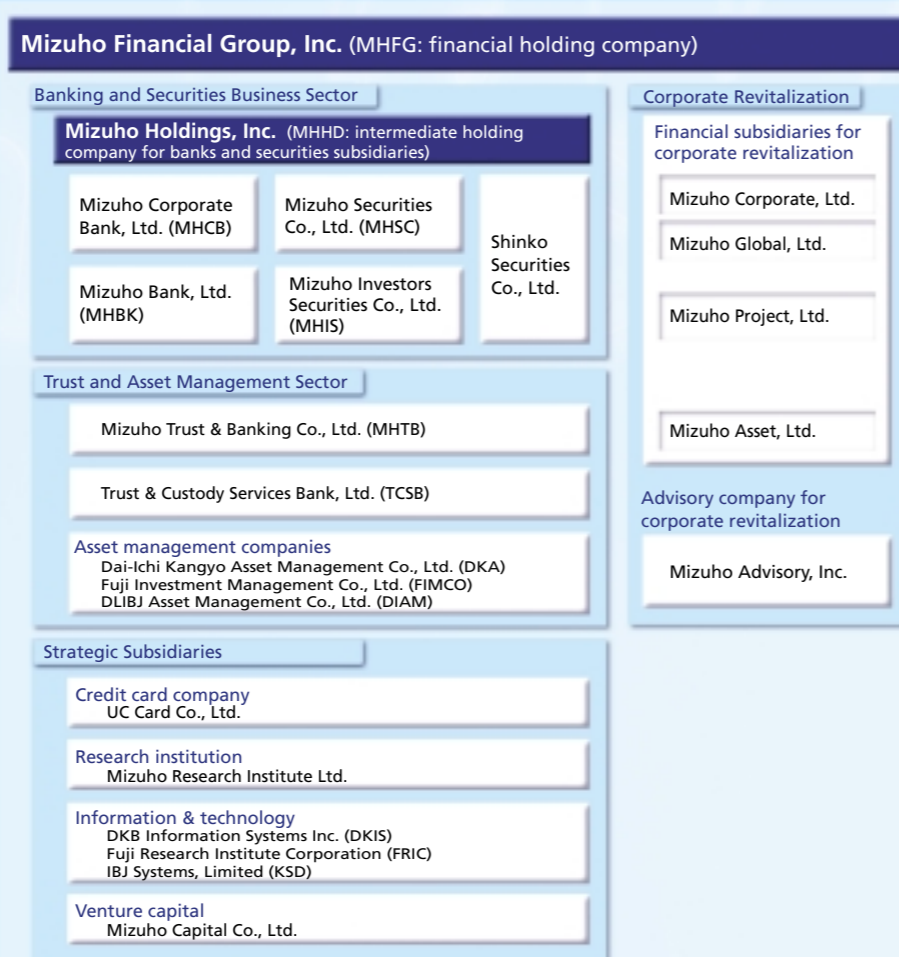 Mizuho Financial Group, Inc. (MHFG: financial holding company)
Banking and Securities Business Sector
Mizuho Holdings, Inc. (MHHD: intermediate holding
company for banks and securities subsidiaries)
Mizuho Corporate
Bank, Ltd. (MHCB)
Mizuho Securities
Co., Ltd. (MHSC)
Shinko
Securities
Co., Ltd.
Mizuho Bank, Ltd.
(MHBK)
Mizuho Investors
Securities Co., Ltd.
(MHIS)
Trust and Asset Management Sector
Mizuho Trust & Banking Co., Ltd. (MHTB)
Trust & Custody Services Bank, Ltd. (TCSB)
Asset management companies
Dai-Ichi Kangyo Asset Management Co., Ltd. (DKA)
Fuji Investment Management Co., Ltd. (FIMCO)
DLIBJ Asset Management Co., Ltd. (DIAM)
Strategic Subsidiaries
Credit card company
UC Card Co., Ltd.
Research institution
Mizuho Research Institute Ltd.
Information & technology
DKB Information Systems Inc. (DKIS)
Fuji Research Institute Corporation (FRIC)
IBJ Systems, Limited (KSD)
Venture capital
Mizuho Capital Co., Ltd.
Corporate Revitalization
Financial subsidiaries for
corporate revitalization
Mizuho Corporate, Ltd.
Mizuho Global, Ltd.
Mizuho Project, Ltd.
Mizuho Asset, Ltd.
Advisory company for
corporate revitalization
Mizuho Advisory, Inc.